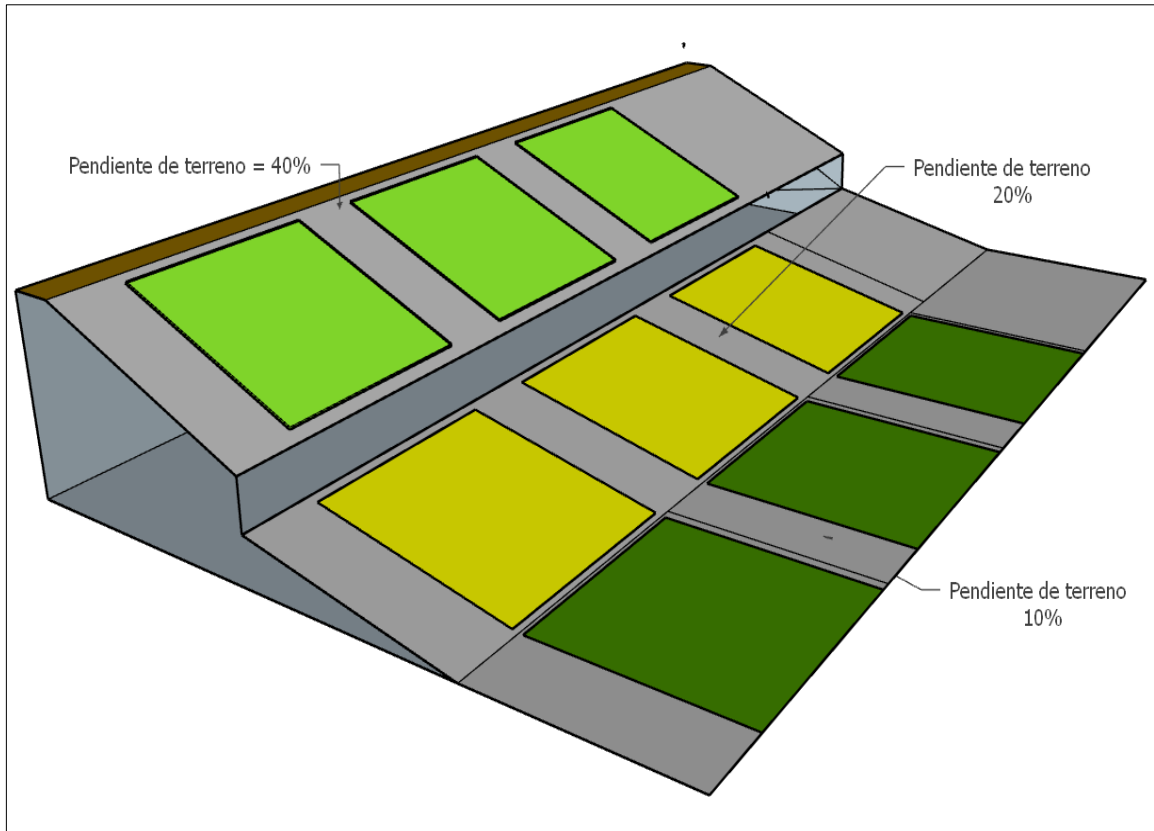 Pendiente de terreno = 40%
Pendiente de terreno
20%
Pendiente de terreno
10%